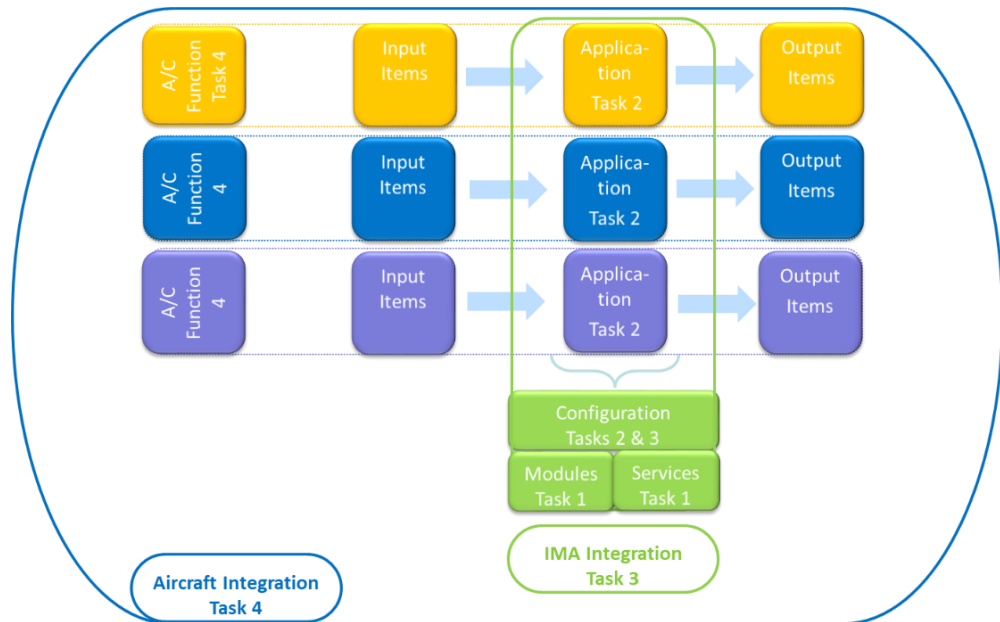 A/C
Function
Task 4
Input
Items
Applica-
tion
Task 2
Output
Items
A/C
Function
4
Input
Items
Applica-
tion
Task 2
Output
Items
A/C
Function
4
Input
Items
Applica-
tion
Task 2
Output
Items
Configuration
Tasks 2 & 3
Modules
Task 1
Services
Task 1
IMA Integration
Task 3
Aircraft Integration
Task 4